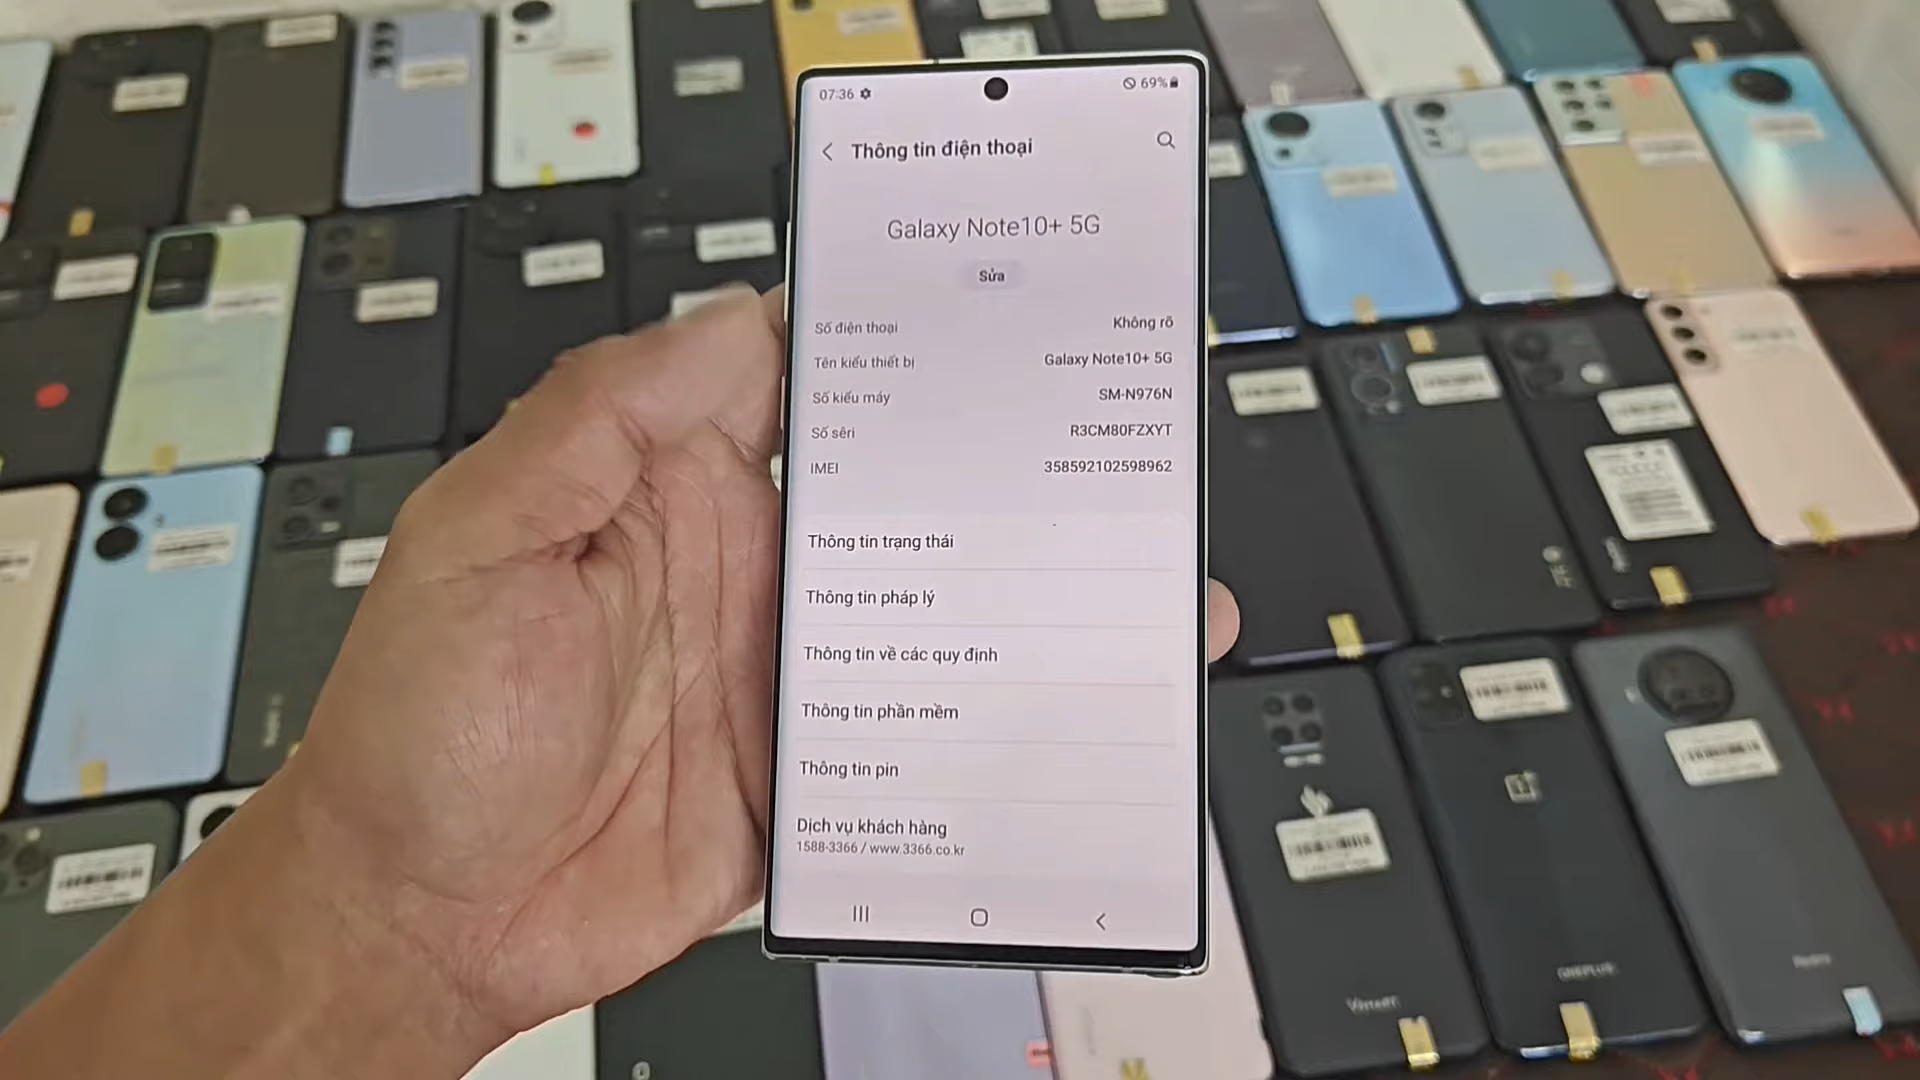 07:36
69%
Thông tin điện thoại
Galaxy Note10+ 5G
Sửa
Số điện thoại Không rõ
Tên kiểu thiết bị Galaxy Note10+ 5G
Số kiểu máy SM-N976N
Số sêri R3CM80FZXYT
IMEI 358592102598962
Thông tin trạng thái
Thông tin pháp lý
Thông tin về các quy định
Thông tin phần mềm
Thông tin pin
Dịch vụ khách hàng
1588-3366 / www.3366.co.kr
ONEPLUS
Redmi